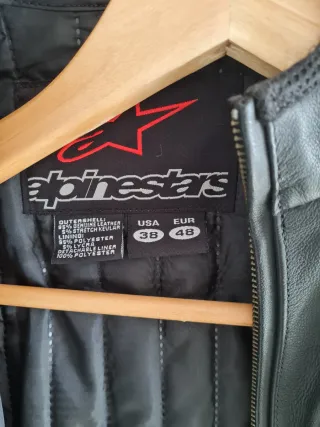 alpinestars
OUTERSHELL:
95% GENUINE LEATHER
5% STRETCH KEVLAR
LINING:
95% POLYESTER
5% LYCRA
DETACHABLE LINER
100% POLYESTER
USA EUR
38 48